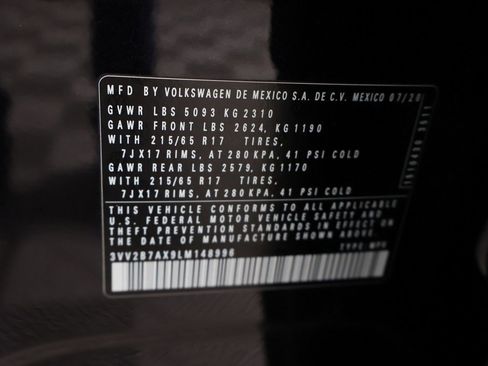 MFD BY VOLKSWAGEN DE MEXICO S.A. DE C.V. MEXICO 07/20
GVWR LBS 5093 KG 2310
GAWR FRONT LBS 2624, KG 1190
WITH 215/65 R17 TIRES,
7JX17 RIMS, AT 280 KPA, 41 PSI COLD
GAWR REAR LBS 2579, KG 1170
WITH 215/65 R17 TIRES,
7JX17 RIMS, AT 280 KPA, 41 PSI COLD
THIS VEHICLE CONFORMS TO ALL APPLICABLE
U.S. FEDERAL MOTOR VEHICLE SAFETY AND
THEFT PREVENTION STANDARDS IN EFFECT ON
THE DATE OF MANUFACTURE SHOWN ABOVE.
3VV2B7AX9LM148996 TYPE: MPV